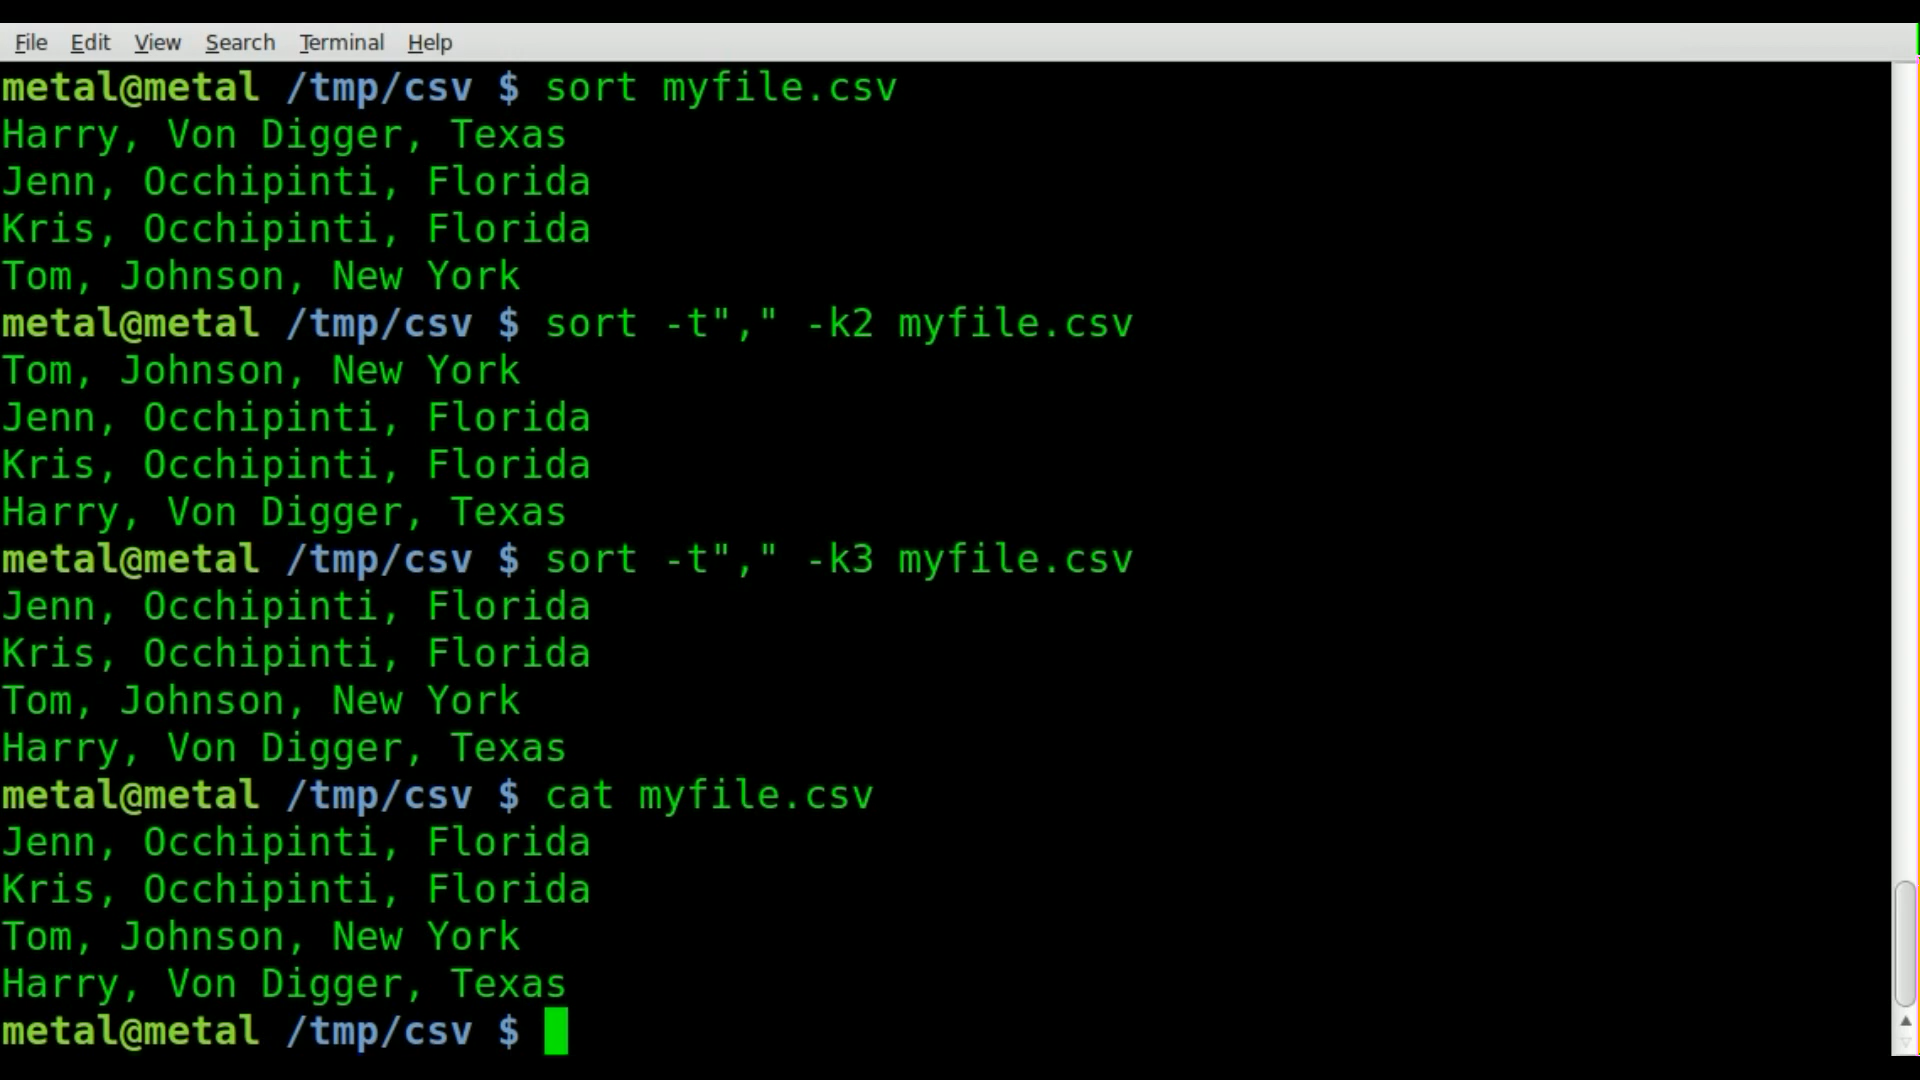 File Edit View Search Terminal Help
metal@metal /tmp/csv $ sort myfile.csv
Harry, Von Digger, Texas
Jenn, Occhipinti, Florida
Kris, Occhipinti, Florida
Tom, Johnson, New York
metal@metal /tmp/csv $ sort -t"," -k2 myfile.csv
Tom, Johnson, New York
Jenn, Occhipinti, Florida
Kris, Occhipinti, Florida
Harry, Von Digger, Texas
metal@metal /tmp/csv $ sort -t"," -k3 myfile.csv
Jenn, Occhipinti, Florida
Kris, Occhipinti, Florida
Tom, Johnson, New York
Harry, Von Digger, Texas
metal@metal /tmp/csv $ cat myfile.csv
Jenn, Occhipinti, Florida
Kris, Occhipinti, Florida
Tom, Johnson, New York
Harry, Von Digger, Texas
metal@metal /tmp/csv $